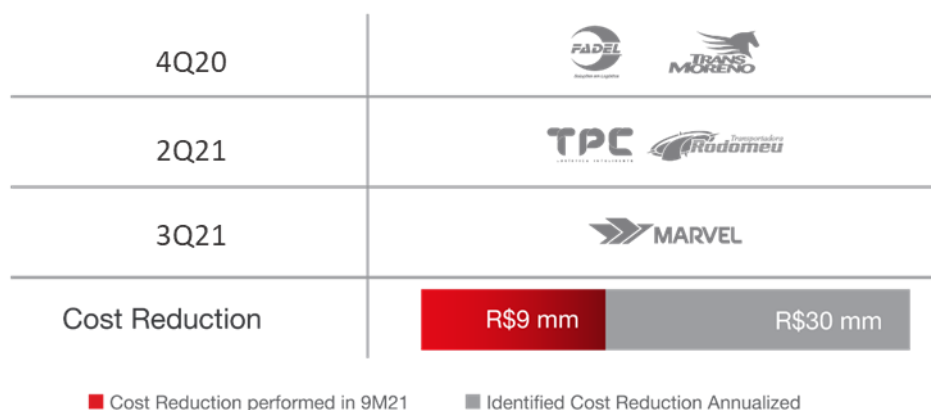 4Q20
FADEL
Soluções em Logística
TRANS
MORENO
2Q21
TPC
LOGÍSTICA INTELIGENTE
Transportadora
Rodomeu
3Q21
MARVEL
Cost Reduction
R$9 mm
R$30 mm
Cost Reduction performed in 9M21
Identified Cost Reduction Annualized